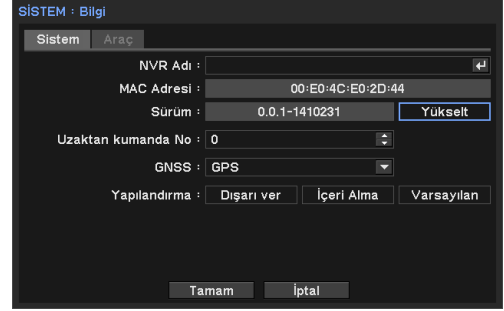 SİSTEM : Bilgi
Sistem Araç
NVR Adı :
MAC Adresi : 00:E0:4C:E0:2D:44
Sürüm : 0.0.1-1410231 Yükselt
Uzaktan kumanda No : 0
GNSS : GPS
Yapılandırma : Dışarı ver İçeri Alma Varsayılan
Tamam İptal